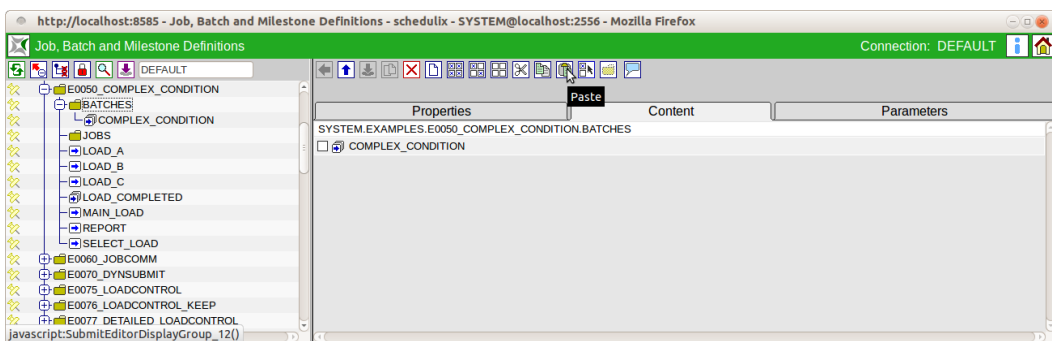 http://localhost:8585 - Job, Batch and Milestone Definitions - schedulix - SYSTEM@localhost:2556 - Mozilla Firefox
Job, Batch and Milestone Definitions
Connection: DEFAULT
DEFAULT
E0050_COMPLEX_CONDITION
BATCHES
COMPLEX_CONDITION
JOBS
LOAD_A
LOAD_B
LOAD_C
LOAD_COMPLETED
MAIN_LOAD
REPORT
SELECT_LOAD
E0060_JOBCOMM
E0070_DYNSUBMIT
E0075_LOADCONTROL
E0076_LOADCONTROL_KEEP
E0077_DETAILED_LOADCONTROL
javascript:SubmitEditorDisplayGroup_12()
Paste
Properties
Content
Parameters
SYSTEM.EXAMPLES.E0050_COMPLEX_CONDITION.BATCHES
COMPLEX_CONDITION